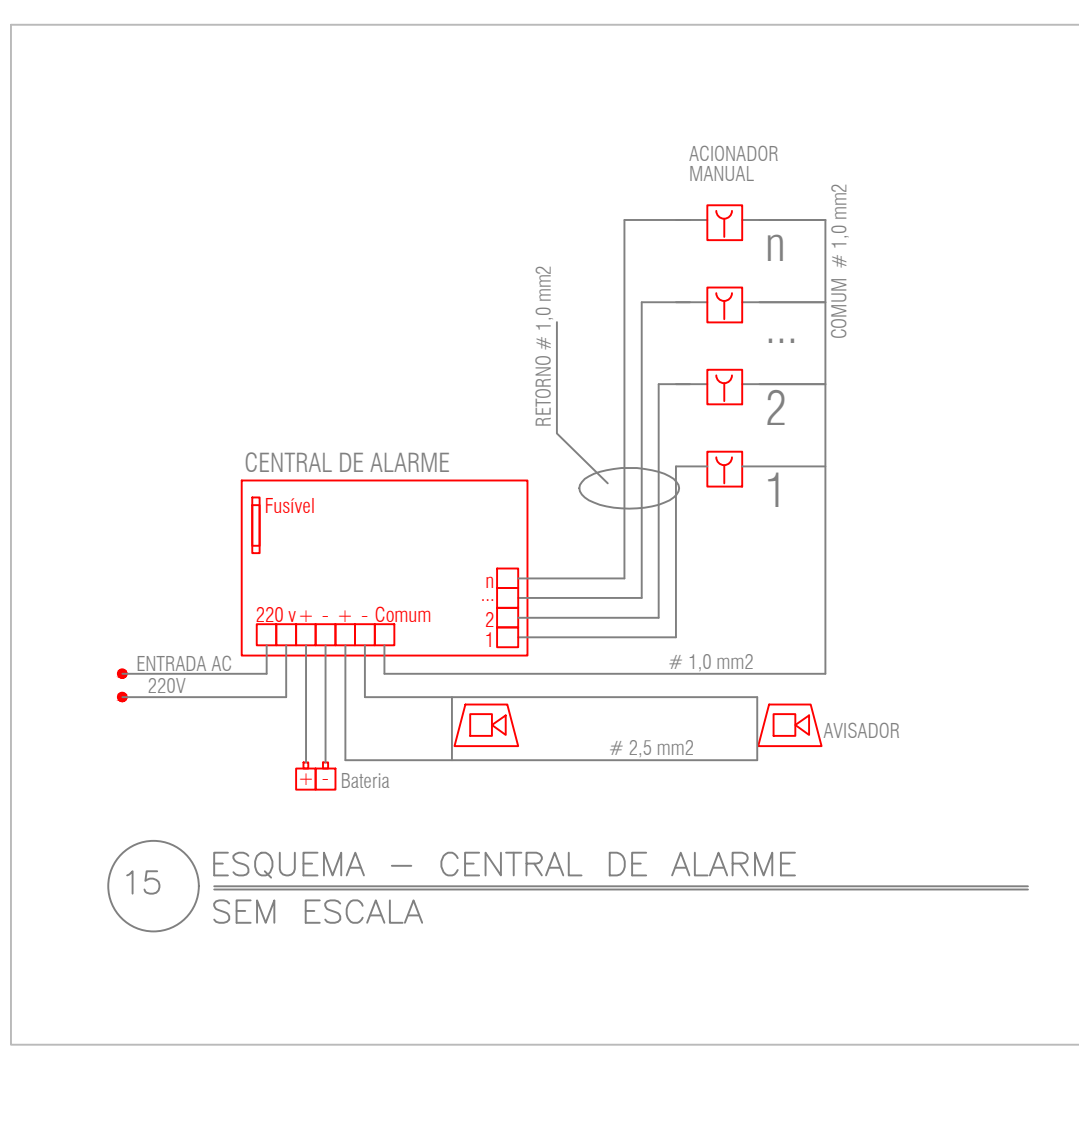 ACIONADOR
MANUAL
COMUM # 1,0 mm2
n
RETORNO # 1,0 mm2
...
2
1
CENTRAL DE ALARME
Fusível
n
...
2
1
220 v + - + - Comum
ENTRADA AC
220V
# 1,0 mm2
# 2,5 mm2
AVISADOR
+ - Bateria
15
ESQUEMA - CENTRAL DE ALARME
SEM ESCALA